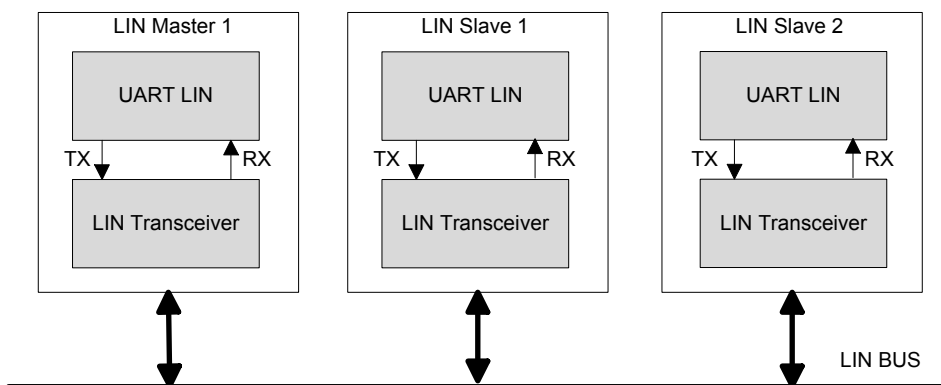 LIN Master 1
LIN Slave 1
LIN Slave 2
UART LIN
UART LIN
UART LIN
TX
RX
TX
RX
TX
RX
LIN Transceiver
LIN Transceiver
LIN Transceiver
LIN BUS